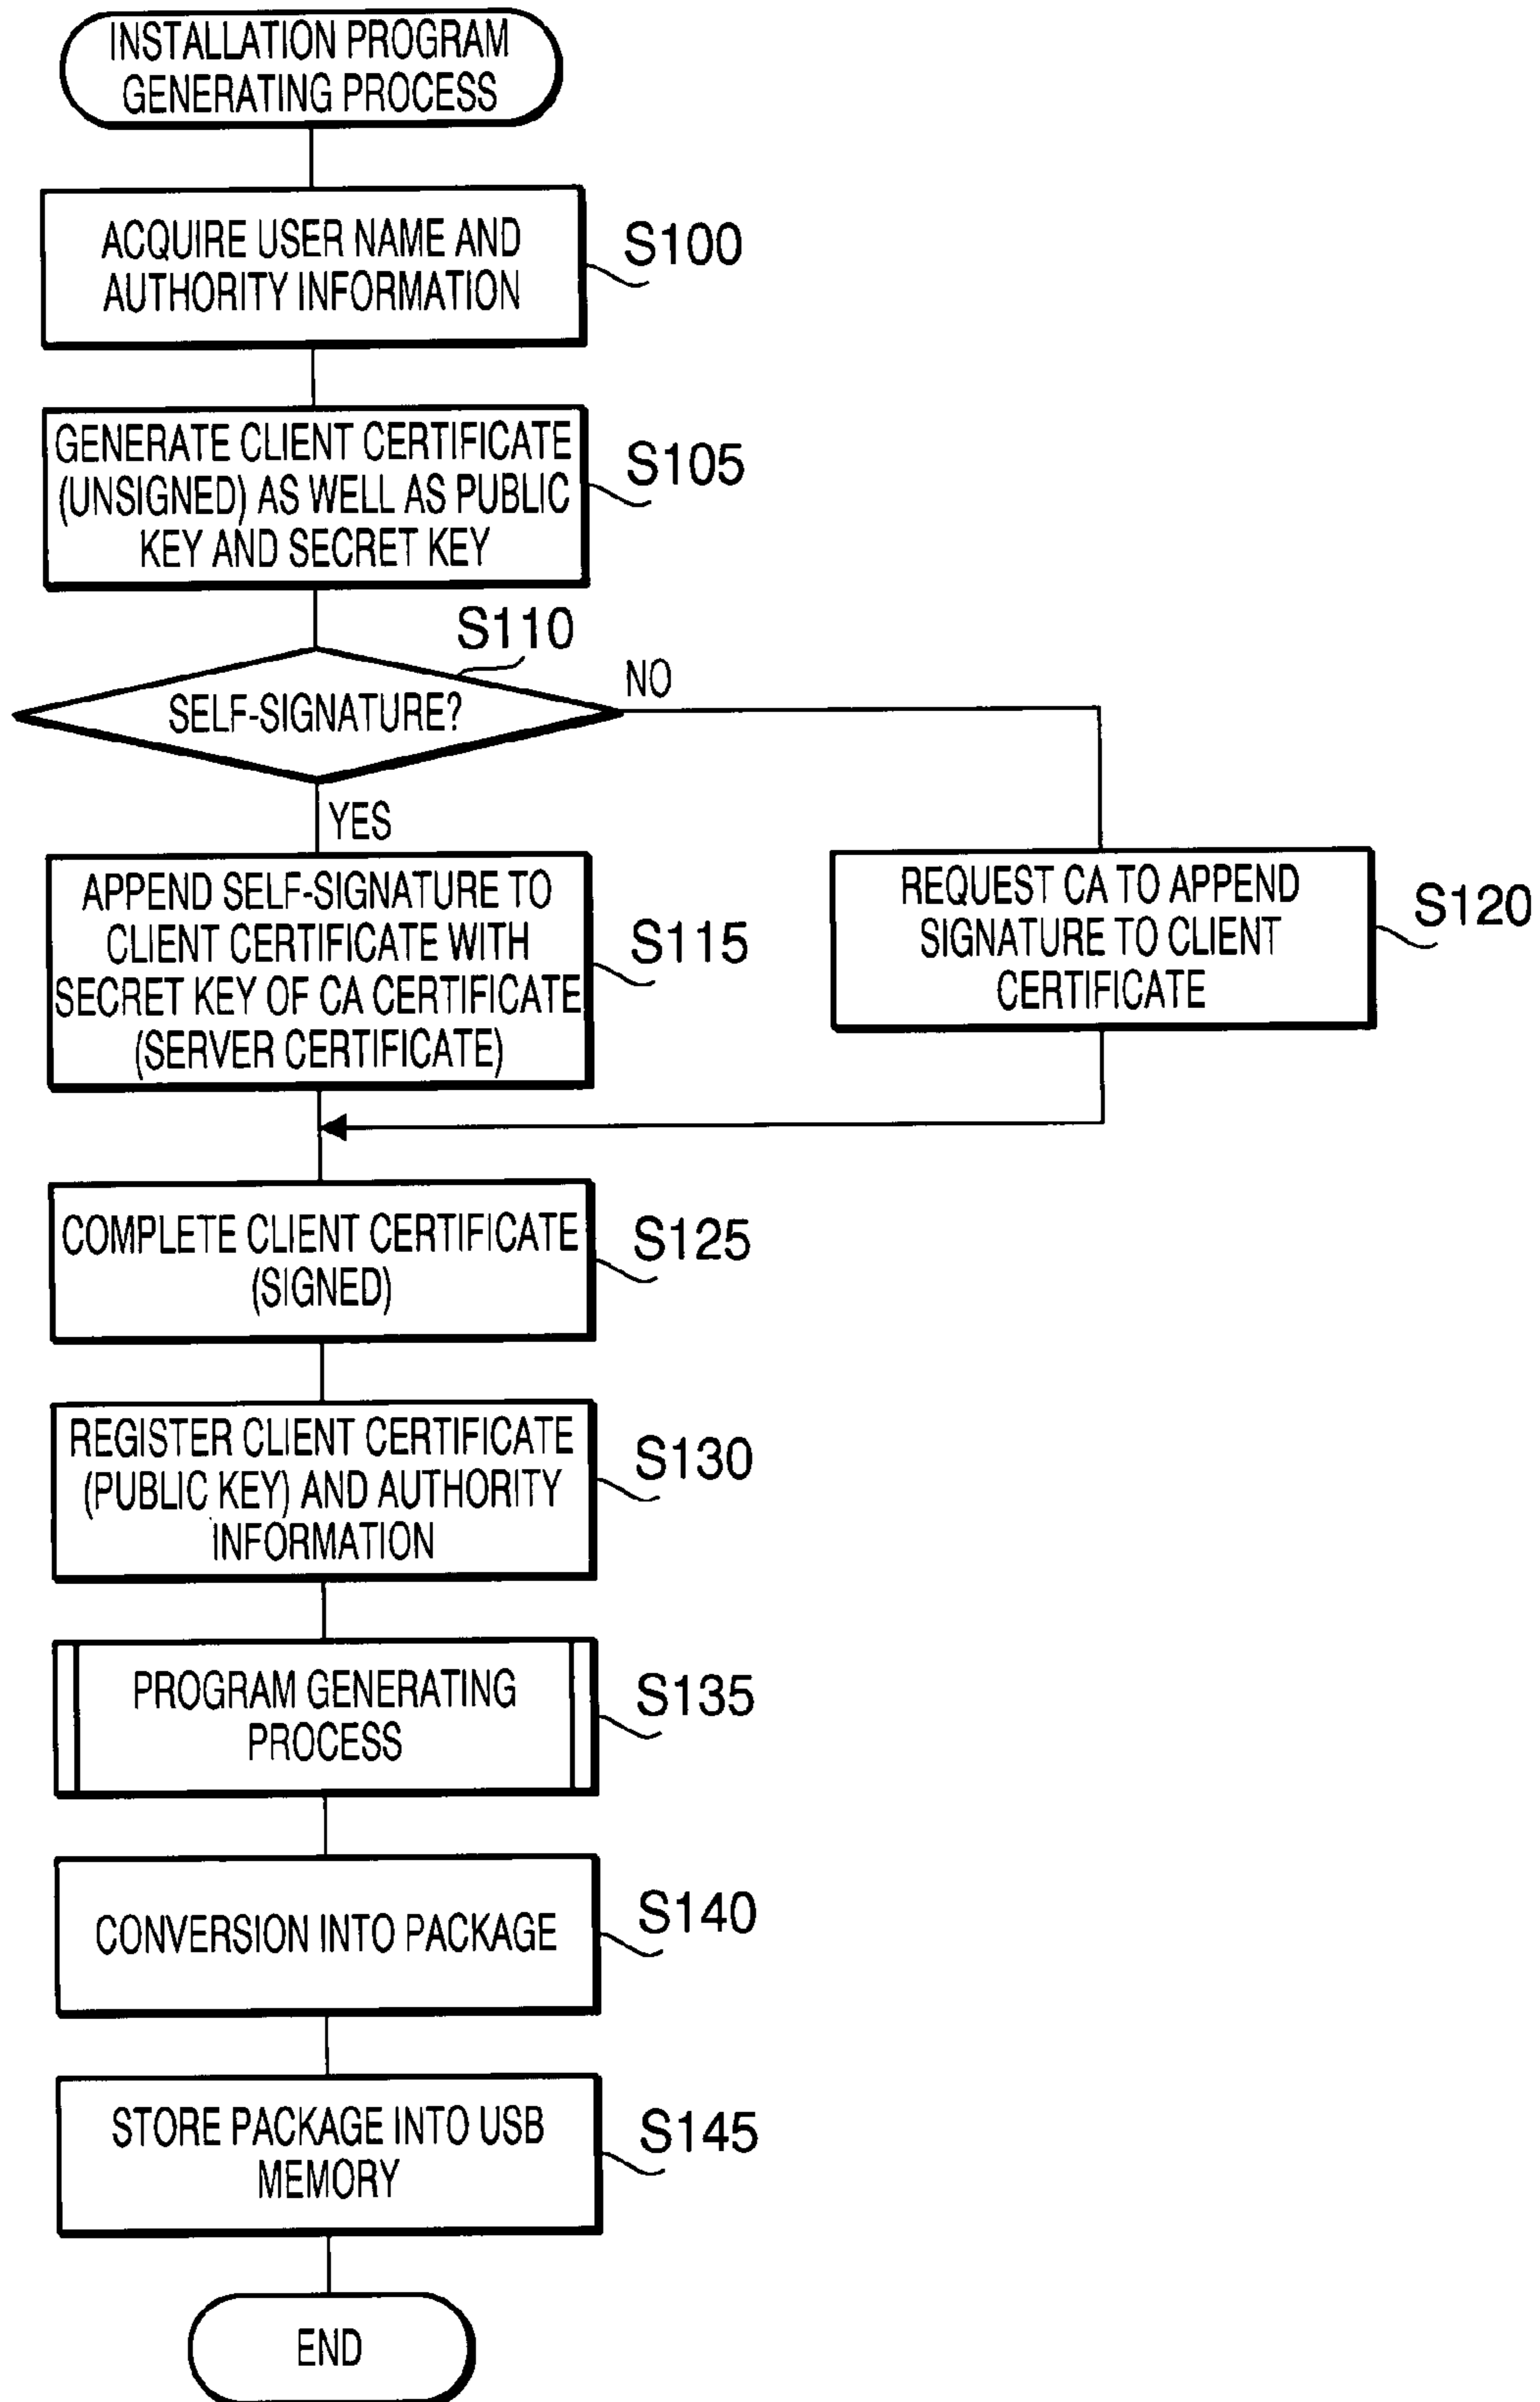 INSTALLATION PROGRAM
GENERATING PROCESS
ACQUIRE USER NAME AND
AUTHORITY INFORMATION
S100
GENERATE CLIENT CERTIFICATE
(UNSIGNED) AS WELL AS PUBLIC
KEY AND SECRET KEY
S105
S110
SELF-SIGNATURE?
NO
YES
APPEND SELF-SIGNATURE TO
CLIENT CERTIFICATE WITH
SECRET KEY OF CA CERTIFICATE
(SERVER CERTIFICATE)
S115
REQUEST CA TO APPEND
SIGNATURE TO CLIENT
CERTIFICATE
S120
COMPLETE CLIENT CERTIFICATE
(SIGNED)
S125
REGISTER CLIENT CERTIFICATE
(PUBLIC KEY) AND AUTHORITY
INFORMATION
S130
PROGRAM GENERATING
PROCESS
S135
CONVERSION INTO PACKAGE
S140
STORE PACKAGE INTO USB
MEMORY
S145
END